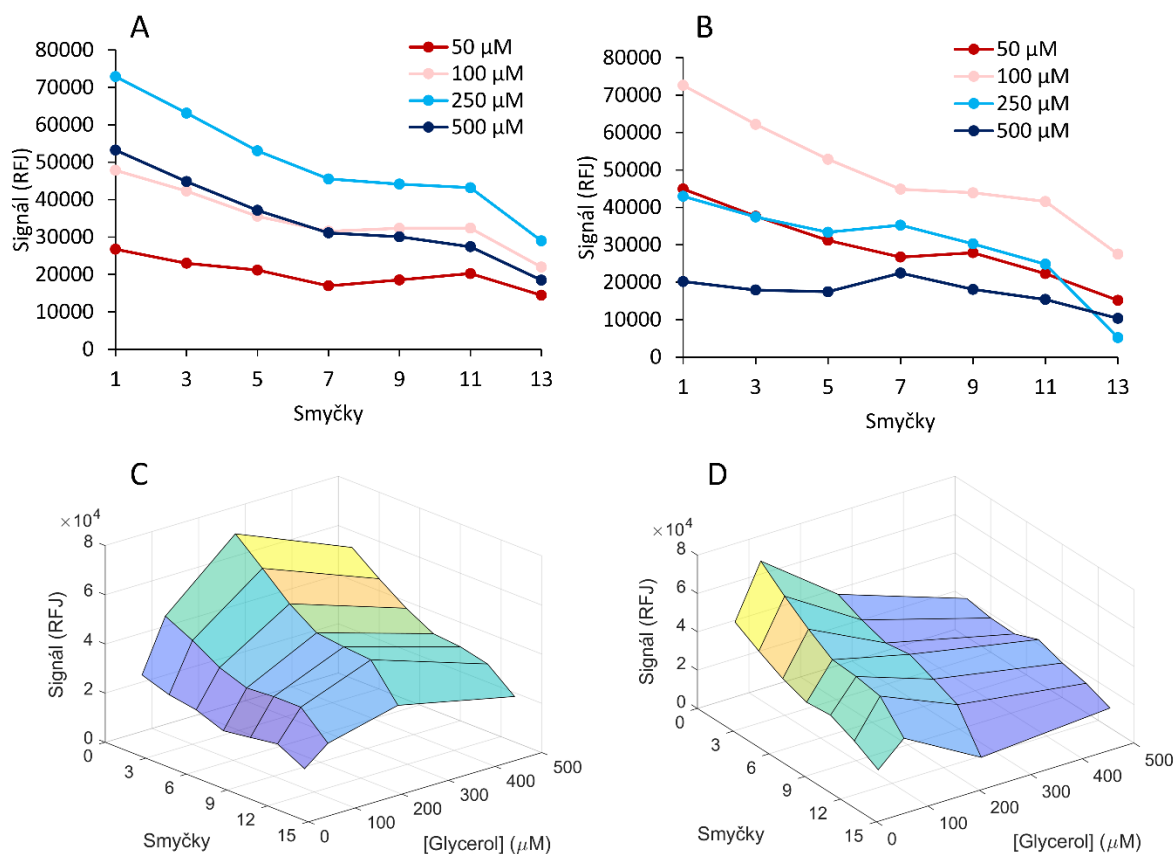 A
80000
70000
60000
50000
40000
30000
20000
10000
0
Signál (RFJ)
1 3 5 7 9 11 13
Smyčky
50 µM
100 µM
250 µM
500 µM
B
80000
70000
60000
50000
40000
30000
20000
10000
0
Signál (RFJ)
1 3 5 7 9 11 13
Smyčky
50 µM
100 µM
250 µM
500 µM
C
×10⁴
8
6
4
2
0
Signál (RFJ)
0 3 6 9 12 15
Smyčky
0 100 200 300 400 500
[Glycerol] (µM)
D
×10⁴
8
6
4
2
0
Signál (RFJ)
0 3 6 9 12 15
Smyčky
0 100 200 300 400 500
[Glycerol] (µM)